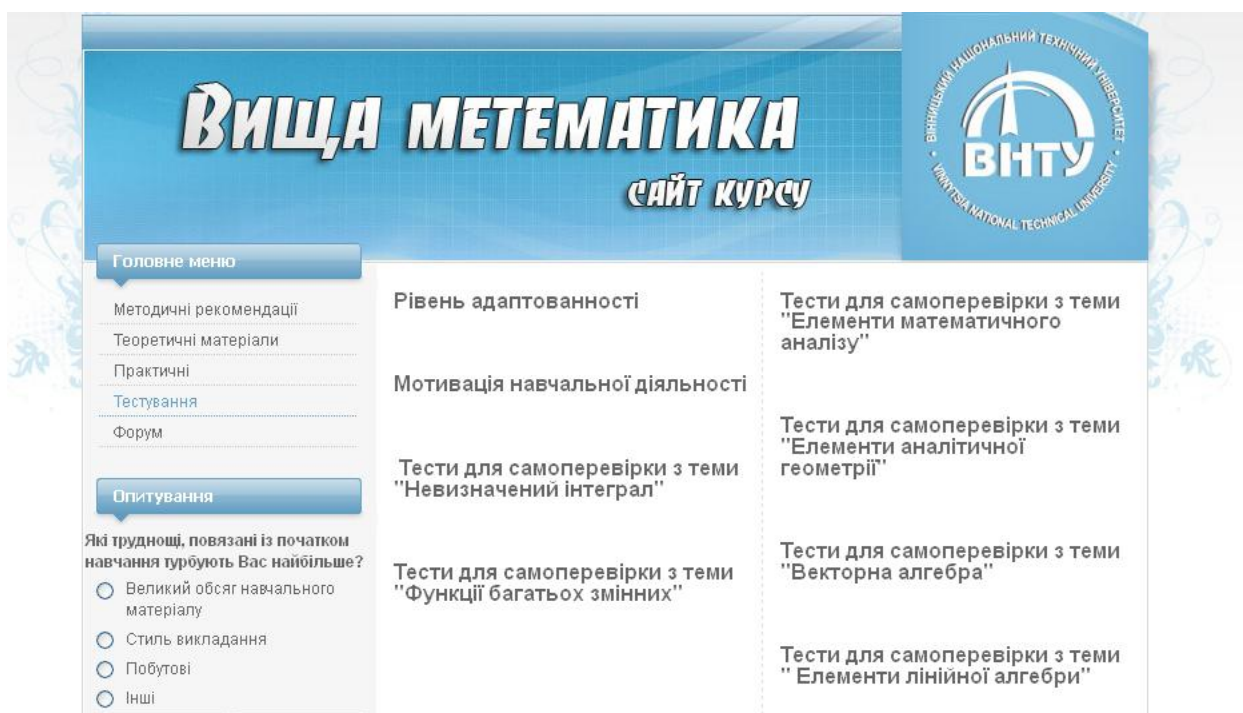 Вища метематика
сайт курсу
ВІННИЦЬКИЙ НАЦІОНАЛЬНИЙ ТЕХНІЧНИЙ УНІВЕРСИТЕТ
ВНТУ
VINNYTSIA NATIONAL TECHNICAL UNIVERSITY
Головне меню
Методичні рекомендації
Теоретичні матеріали
Практичні
Тестування
Форум
Опитування
Які труднощі, повязані із початком
навчання турбують Вас найбільше?
Великий обсяг навчального
матеріалу
Стиль викладання
Побутові
Інші
Рівень адаптованності
Мотивація навчальної діяльності
Тести для самоперевірки з теми
"Невизначений інтеграл"
Тести для самоперевірки з теми
"Функції багатьох змінних"
Тести для самоперевірки з теми
"Елементи математичного
аналізу"
Тести для самоперевірки з теми
"Елементи аналітичної
геометрії"
Тести для самоперевірки з теми
"Векторна алгебра"
Тести для самоперевірки з теми
" Елементи лінійної алгебри"